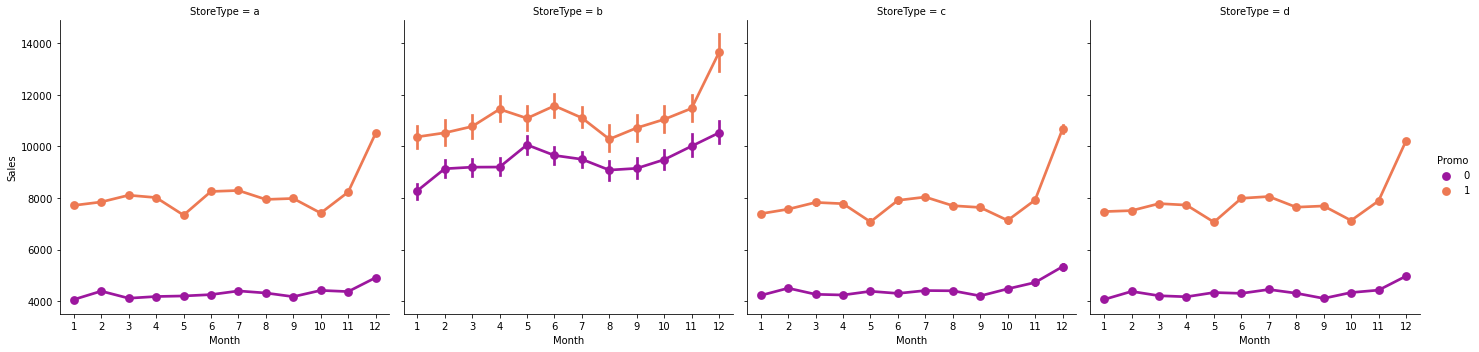 StoreType = a
StoreType = b
StoreType = c
StoreType = d
14000
12000
10000
8000
6000
4000
Sales
1 2 3 4 5 6 7 8 9 10 11 12
1 2 3 4 5 6 7 8 9 10 11 12
1 2 3 4 5 6 7 8 9 10 11 12
1 2 3 4 5 6 7 8 9 10 11 12
Month
Month
Month
Month
Promo
0
1